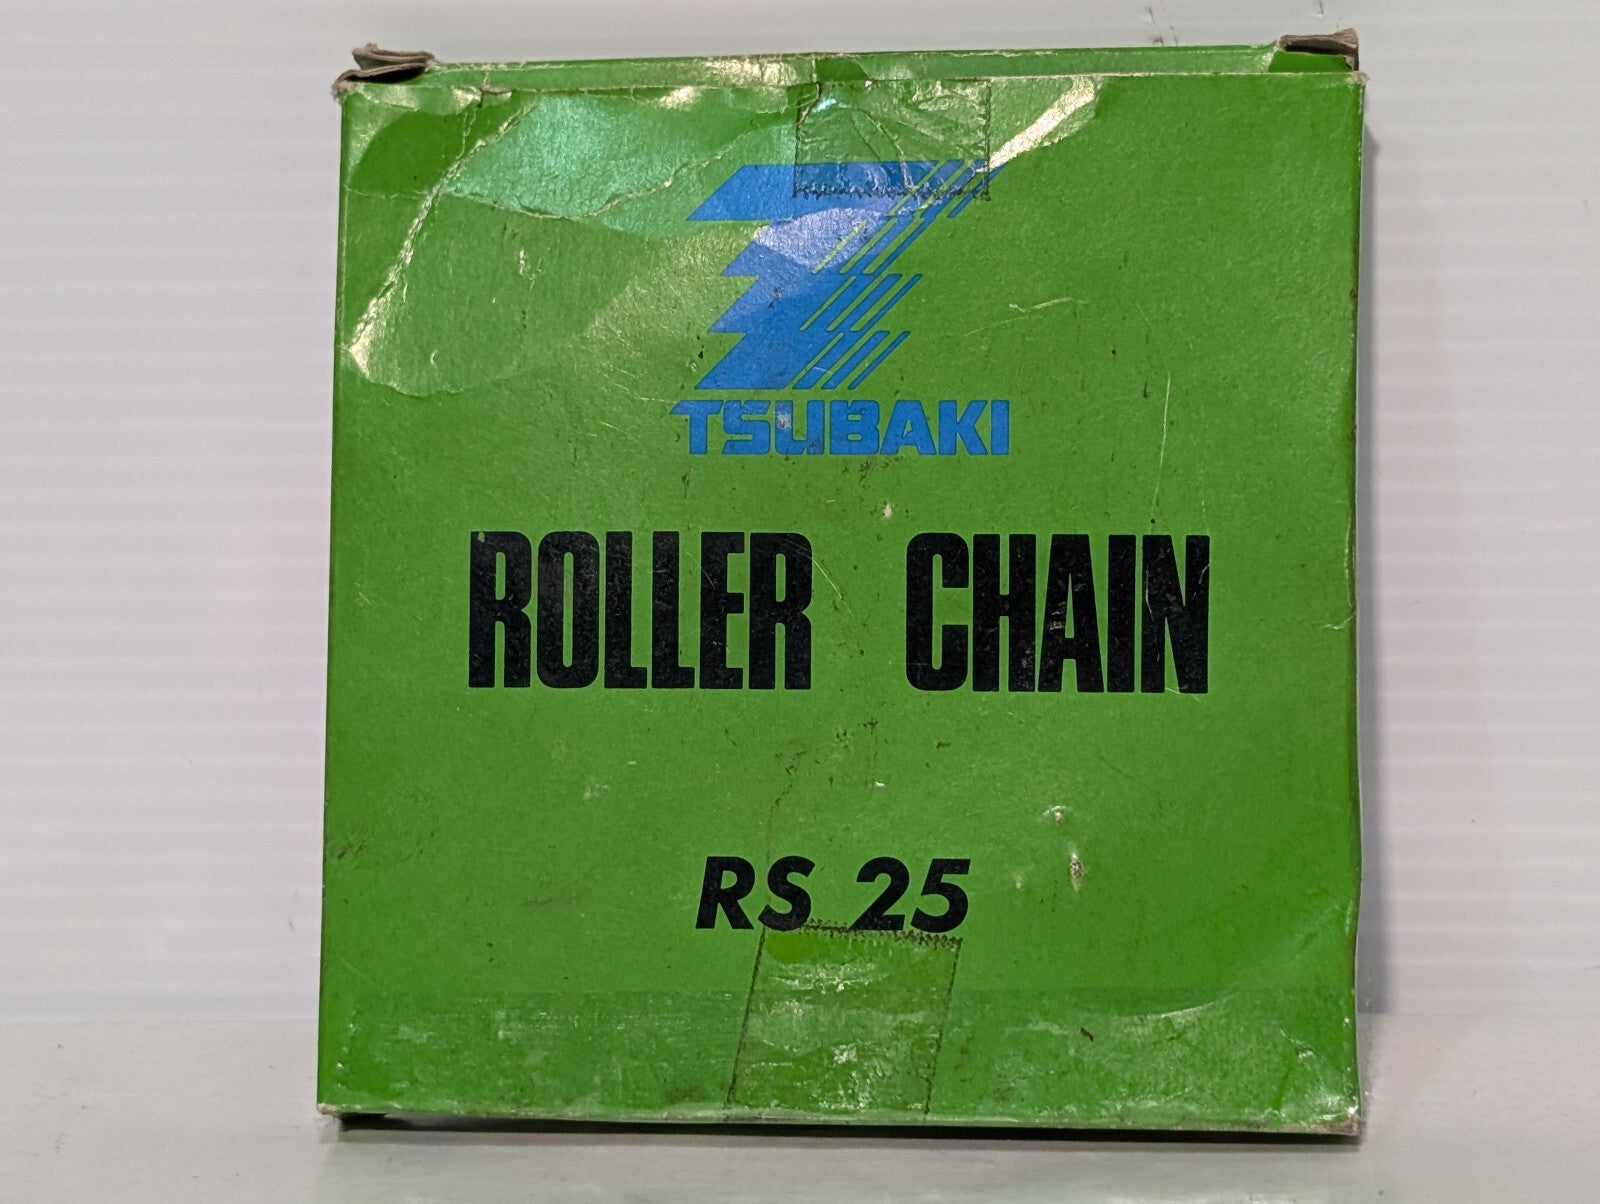 TSUBAKI
ROLLER CHAIN
RS 25